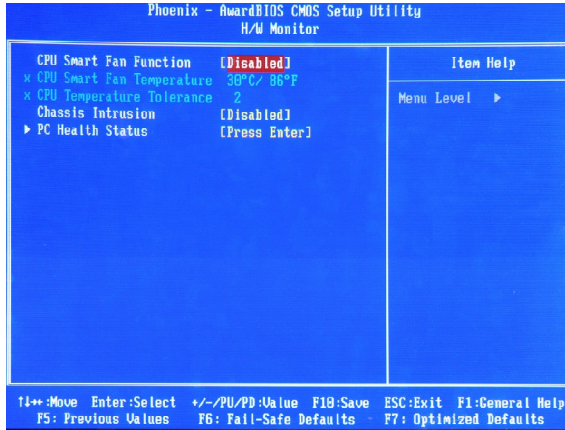 Phoenix - AwardBIOS CMOS Setup Utility
H/W Monitor
CPU Smart Fan Function [Disabled]
x CPU Smart Fan Temperature 30°C/ 86°F
x CPU Temperature Tolerance 2
Chassis Intrusion [Disabled]
▶ PC Health Status [Press Enter]
Item Help
Menu Level ▶
↑↓→←:Move Enter:Select +/-/PU/PD:Value F10:Save ESC:Exit F1:General Help
F5: Previous Values F6: Fail-Safe Defaults F7: Optimized Defaults